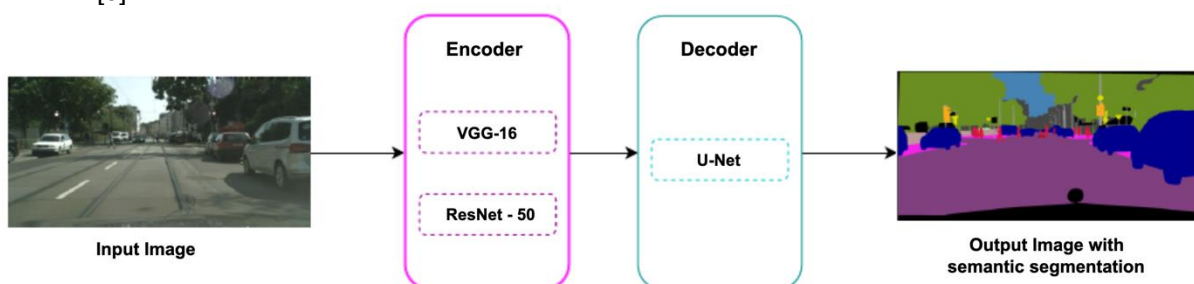 Encoder
Decoder
VGG-16
U-Net
ResNet - 50
Input Image
Output Image with
semantic segmentation